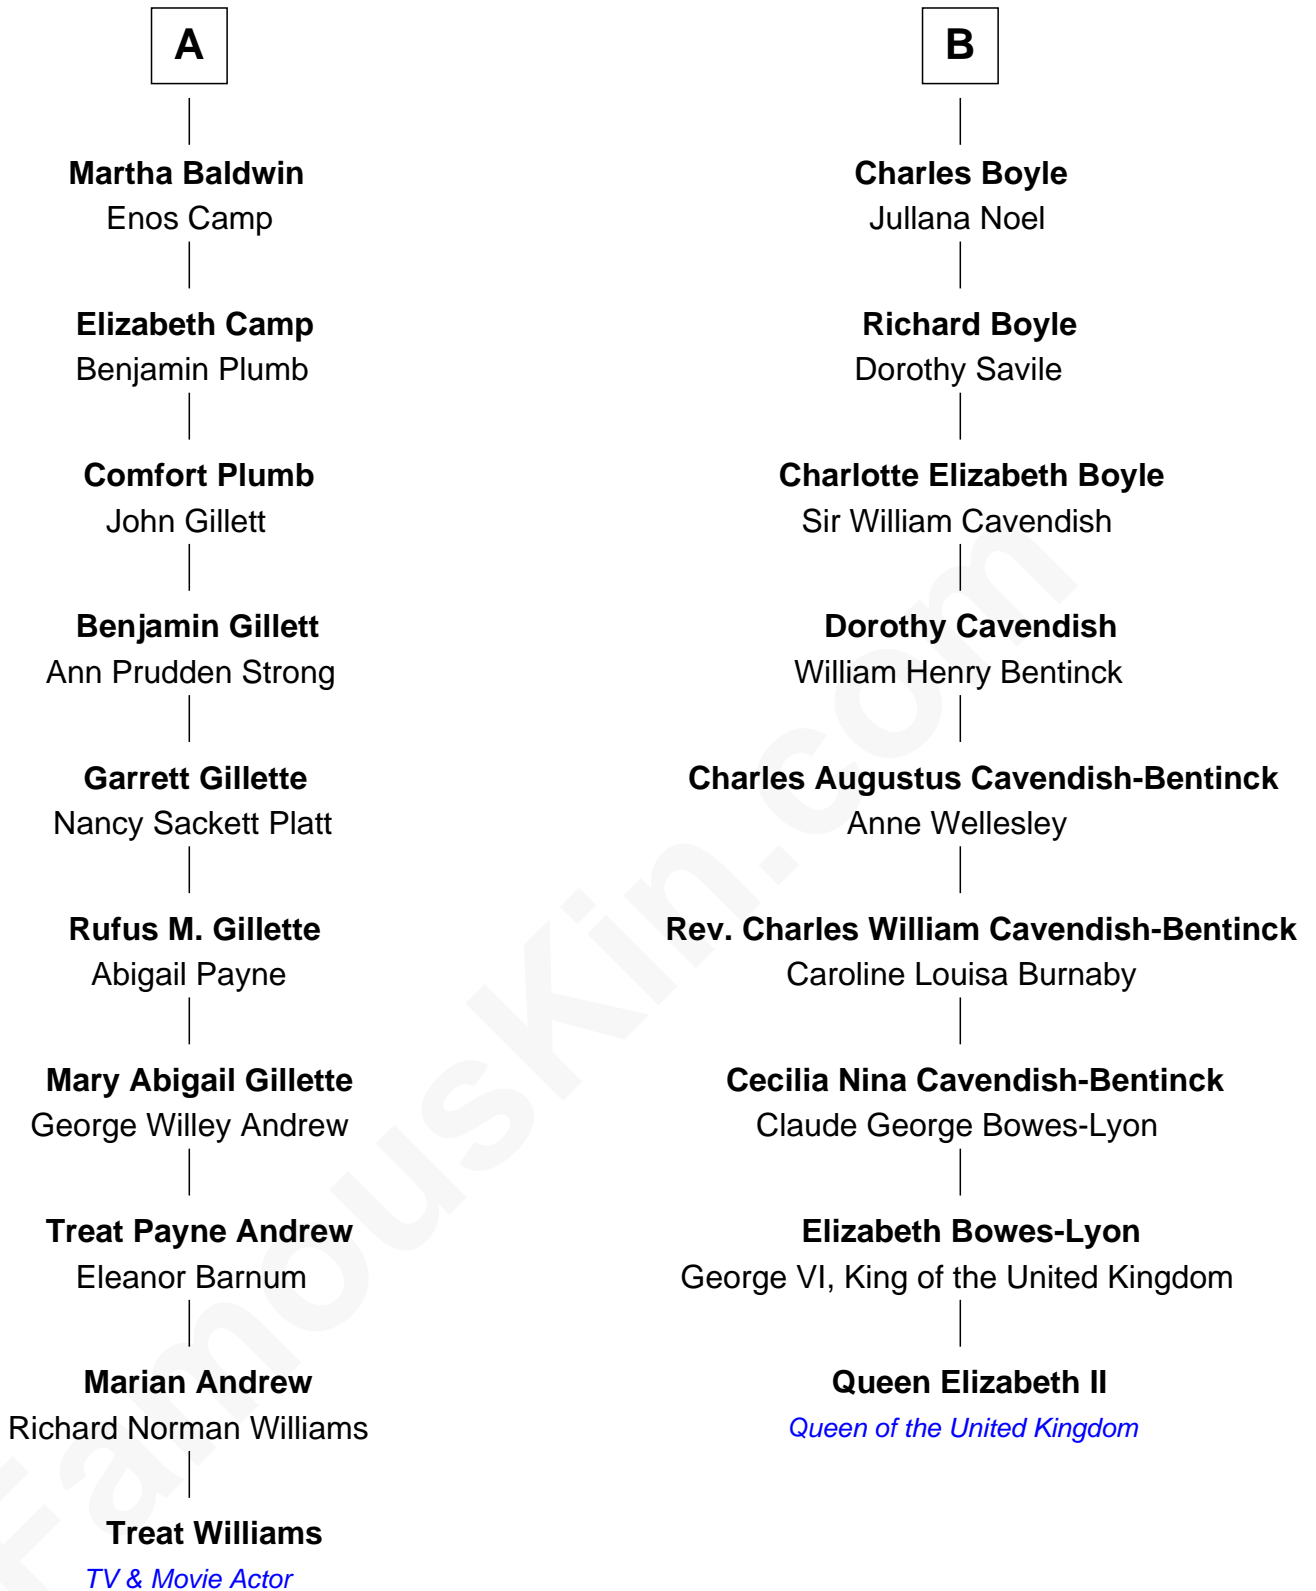 A
Martha Baldwin
Enos Camp
Elizabeth Camp
Benjamin Plumb
Comfort Plumb
John Gillett
Benjamin Gillett
Ann Prudden Strong
Garrett Gillette
Nancy Sackett Platt
Rufus M. Gillette
Abigail Payne
Mary Abigail Gillette
George Willey Andrew
Treat Payne Andrew
Eleanor Barnum
Marian Andrew
Richard Norman Williams
Treat Williams
TV & Movie Actor
B
Charles Boyle
Jullana Noel
Richard Boyle
Dorothy Savile
Charlotte Elizabeth Boyle
Sir William Cavendish
Dorothy Cavendish
William Henry Bentinck
Charles Augustus Cavendish-Bentinck
Anne Wellesley
Rev. Charles William Cavendish-Bentinck
Caroline Louisa Burnaby
Cecilia Nina Cavendish-Bentinck
Claude George Bowes-Lyon
Elizabeth Bowes-Lyon
George VI, King of the United Kingdom
Queen Elizabeth II
Queen of the United Kingdom
FamousKin.com